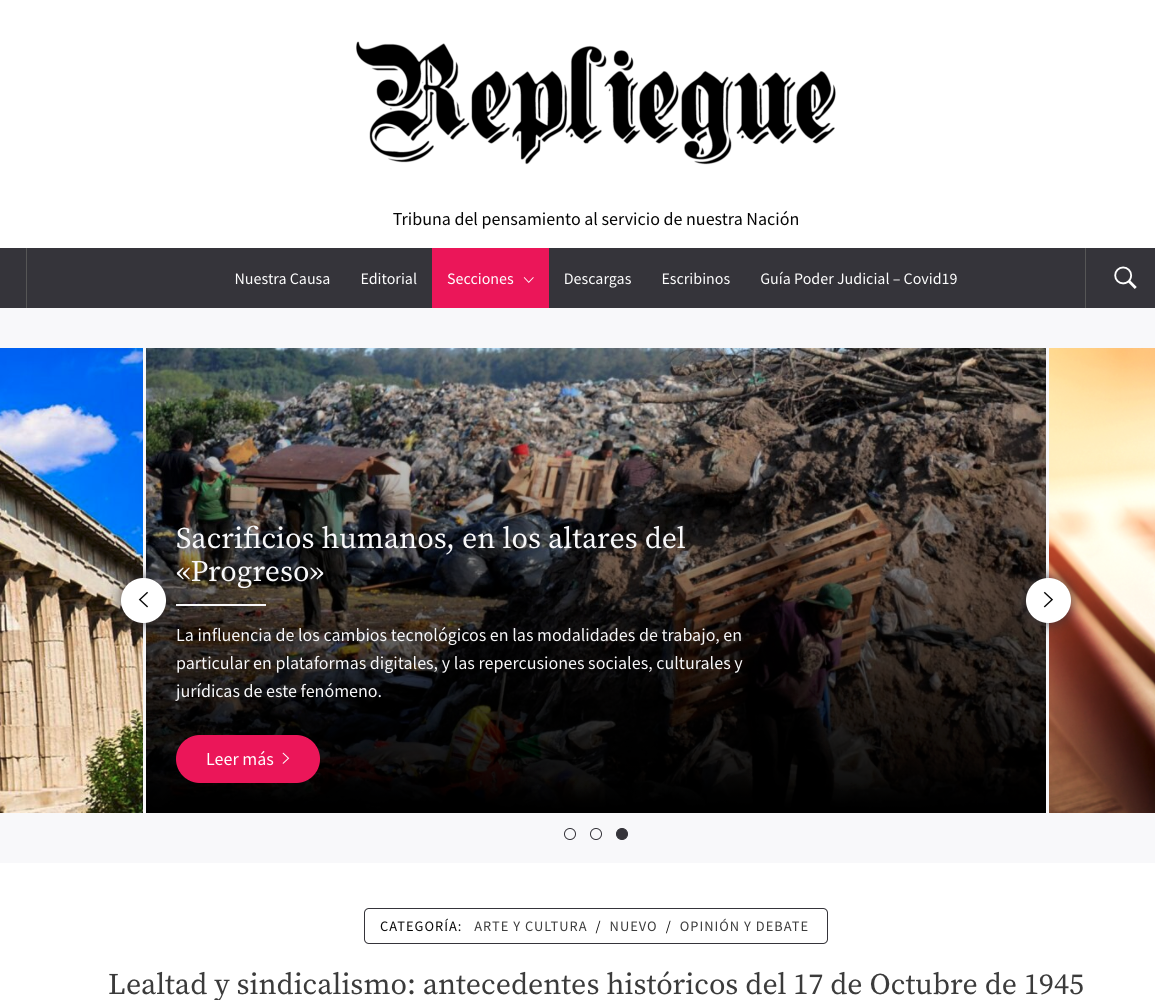 Repliegue
Tribuna del pensamiento al servicio de nuestra Nación
Nuestra Causa
Editorial
Secciones
Descargas
Escribinos
Guía Poder Judicial – Covid19
Sacrificios humanos, en los altares del
«Progreso»
La influencia de los cambios tecnológicos en las modalidades de trabajo, en
particular en plataformas digitales, y las repercusiones sociales, culturales y
jurídicas de este fenómeno.
Leer más
CATEGORÍA: ARTE Y CULTURA / NUEVO / OPINIÓN Y DEBATE
Lealtad y sindicalismo: antecedentes históricos del 17 de Octubre de 1945